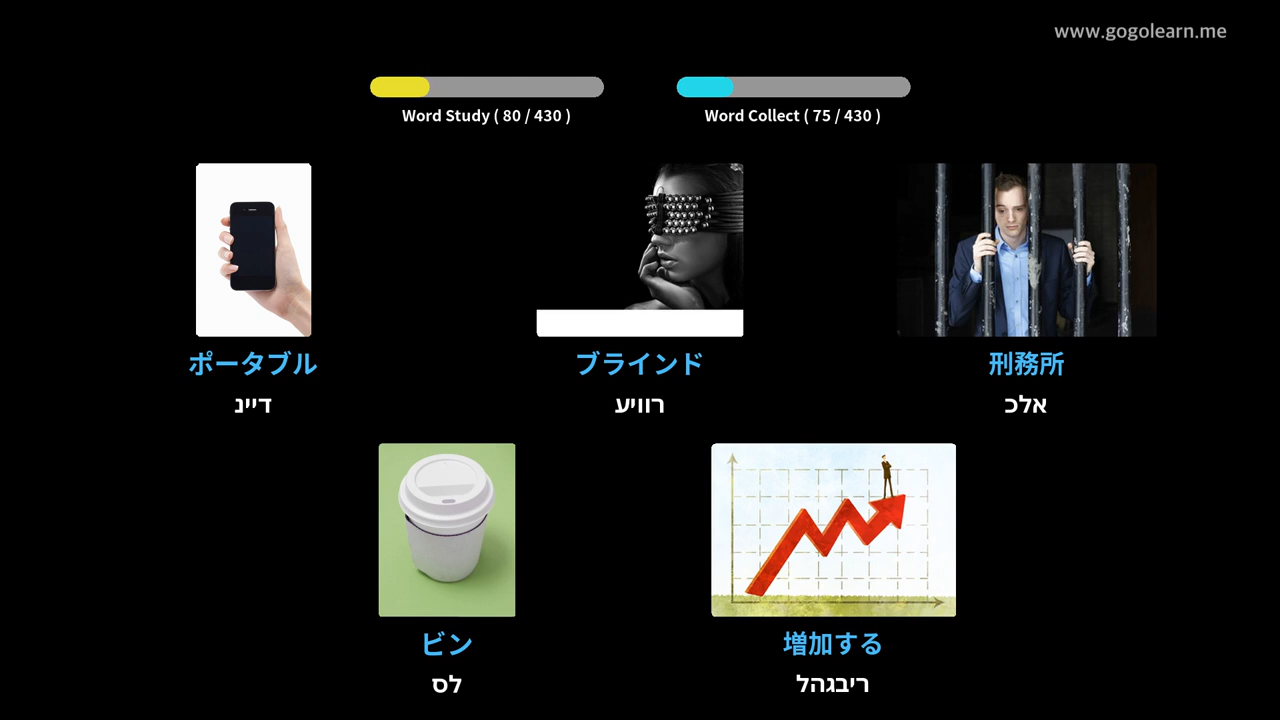 www.gogolearn.me
Word Study ( 80 / 430 )
Word Collect ( 75 / 430 )
ポータブル
דיינ
ブラインド
רוויע
刑務所
אלכ
ビン
לס
増加する
ריבגהל